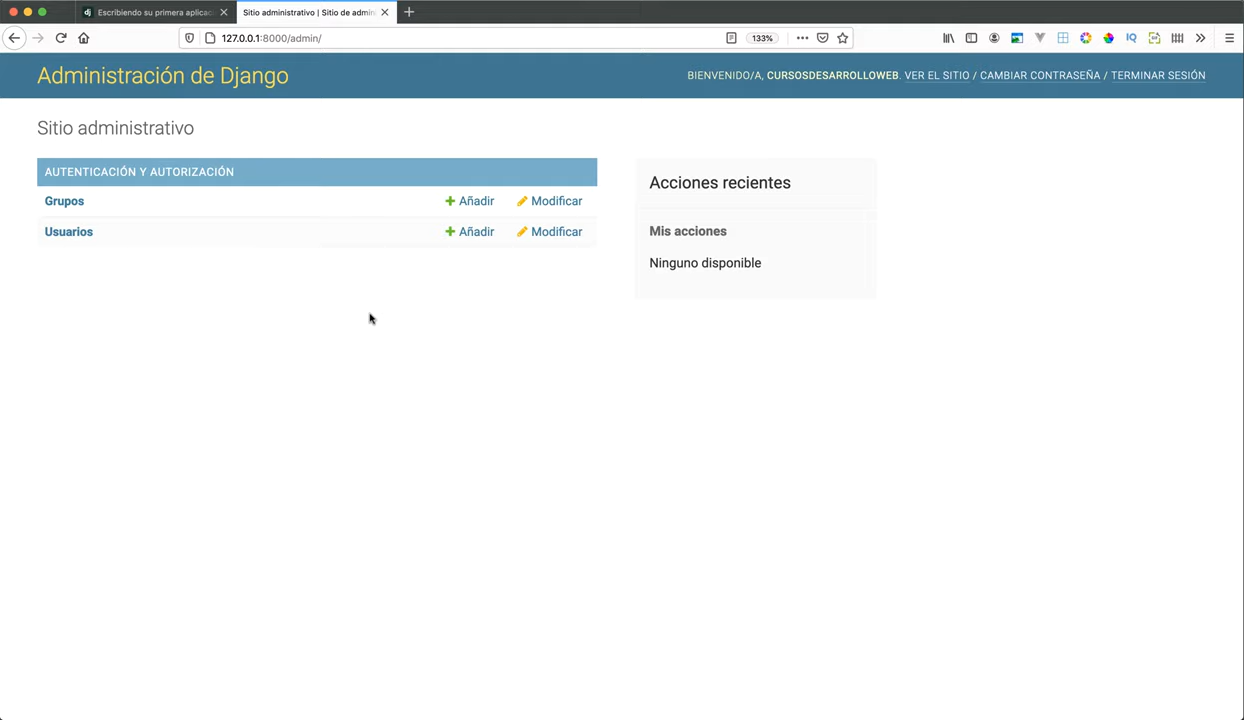 Escribiendo su primera aplicac
Sitio administrativo | Sitio de admin
127.0.0.1:8000/admin/
133%
Administración de Django
BIENVENIDO/A, CURSOSDESARROLLOWEB. VER EL SITIO / CAMBIAR CONTRASEÑA / TERMINAR SESIÓN
Sitio administrativo
AUTENTICACIÓN Y AUTORIZACIÓN
Grupos Añadir Modificar
Usuarios Añadir Modificar
Acciones recientes
Mis acciones
Ninguno disponible